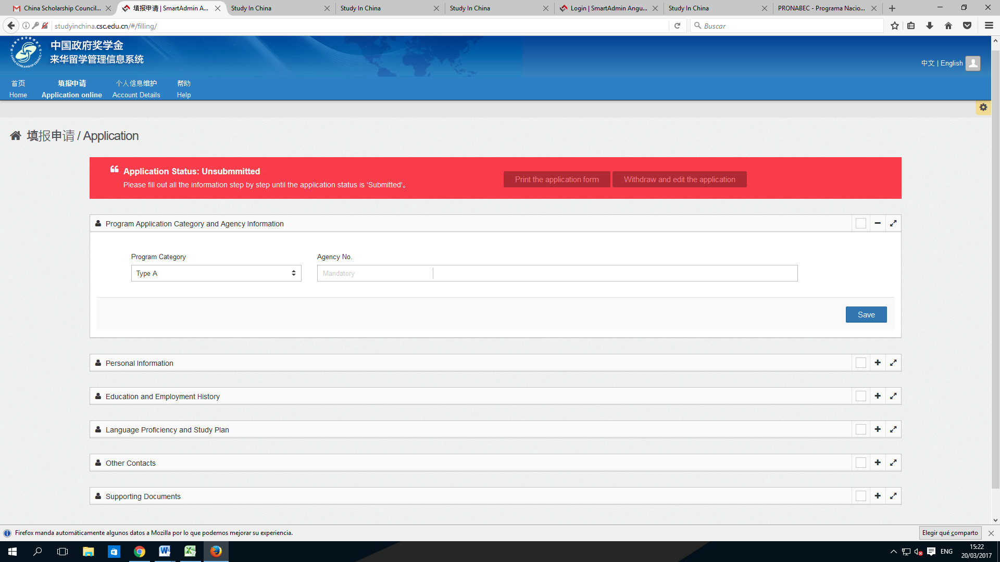 China Scholarship Council...
填报申请 | SmartAdmin A...
Study In China
Study In China
Study In China
Login | SmartAdmin Angu...
Study In China
PRONABEC - Programa Nacio...
studyinchina.csc.edu.cn/#/filling/
Buscar
中国政府奖学金
来华留学管理信息系统
中文 | English
首页 填报申请 个人信息维护 帮助
Home Application online Account Details Help
填报申请 / Application
Application Status: Unsubmmitted
Please fill out all the information step by step until the application status is 'Submitted'。
Print the application form
Withdraw and edit the application
Program Application Category and Agency Information
Program Category
Agency No.
Type A
Mandatory
Save
Personal Information
Education and Employment History
Language Proficiency and Study Plan
Other Contacts
Supporting Documents
Firefox manda automáticamente algunos datos a Mozilla por lo que podemos mejorar su experiencia.
Elegir qué comparto
ENG
15:22
20/03/2017